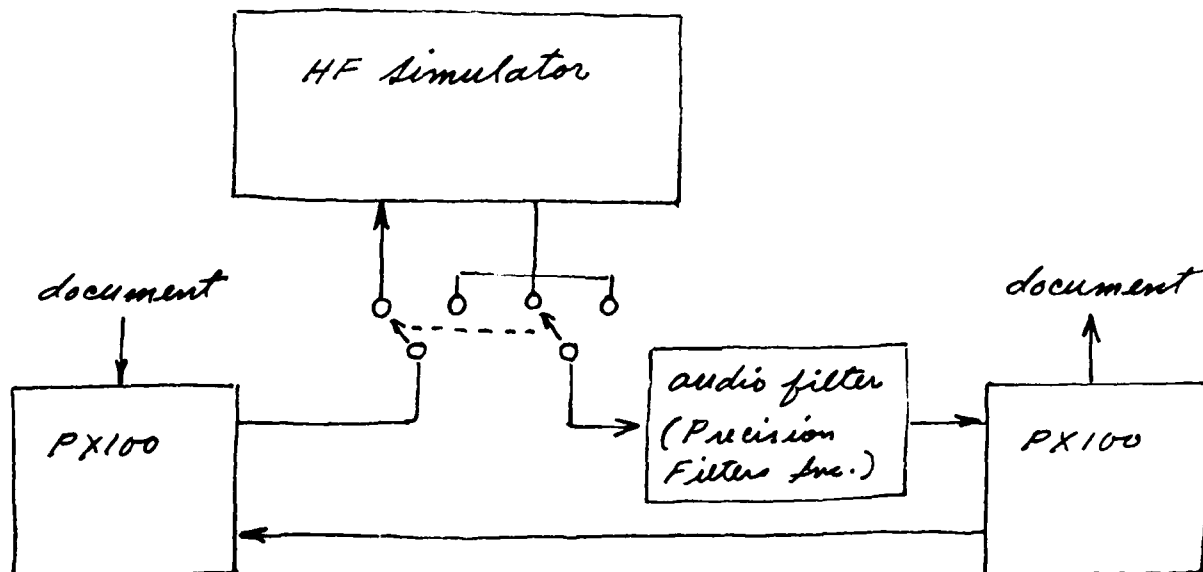 HF simulator
document
document
PX100
audio filter
(Precision
Filters Inc.)
PX100